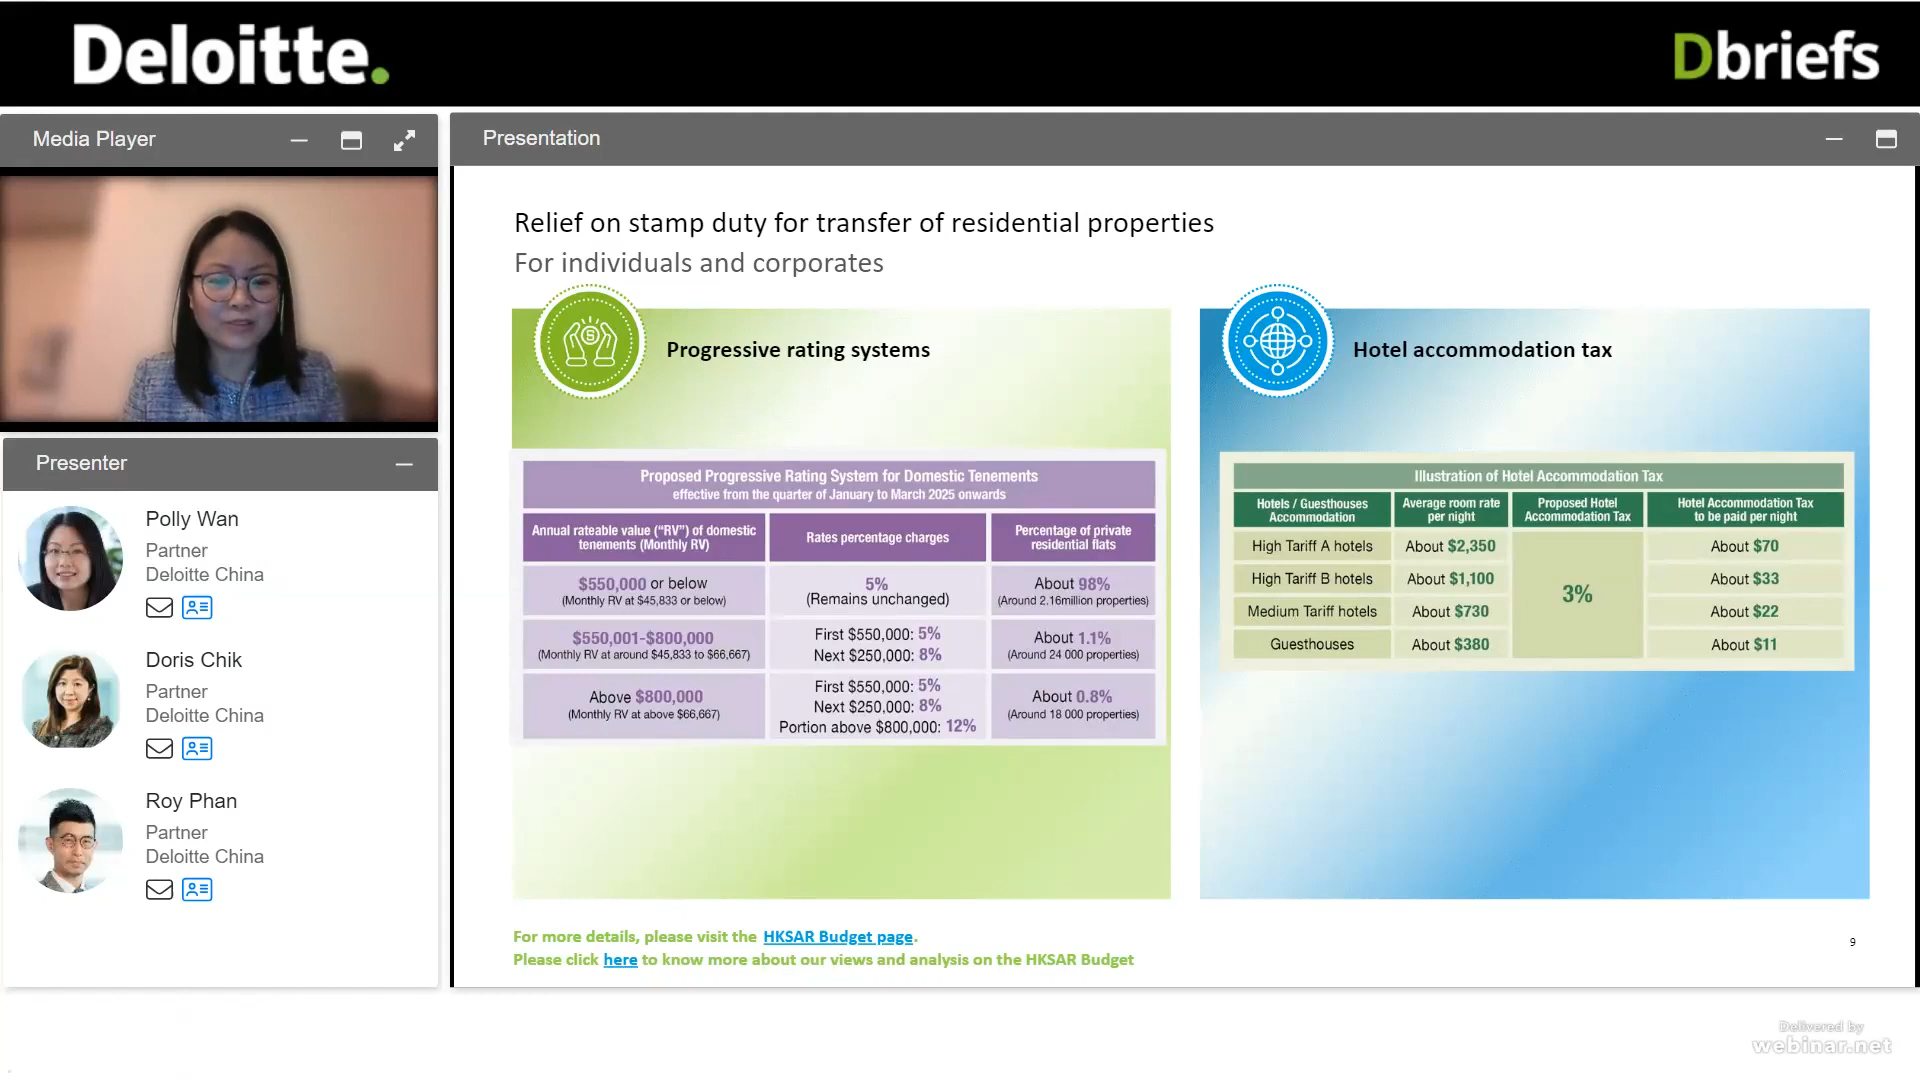 Deloitte.
Dbriefs
Media Player
Presenter
Polly Wan
Partner
Deloitte China
Doris Chik
Partner
Deloitte China
Roy Phan
Partner
Deloitte China
Presentation
Relief on stamp duty for transfer of residential properties
For individuals and corporates
Progressive rating systems
Proposed Progressive Rating System for Domestic Tenements
effective from the quarter of January to March 2025 onwards
Annual rateable value ("RV") of domestic
tenements (Monthly RV)
Rates percentage charges
Percentage of private
residential flats
$550,000 or below
(Monthly RV at $45,833 or below)
5%
(Remains unchanged)
About 98%
(Around 2.16million properties)
$550,001-$800,000
(Monthly RV at around $45,833 to $66,667)
First $550,000: 5%
Next $250,000: 8%
About 1.1%
(Around 24 000 properties)
Above $800,000
(Monthly RV at above $66,667)
First $550,000: 5%
Next $250,000: 8%
Portion above $800,000: 12%
About 0.8%
(Around 18 000 properties)
Hotel accommodation tax
Illustration of Hotel Accommodation Tax
Hotels / Guesthouses
Accommodation
Average room rate
per night
Proposed Hotel
Accommodation Tax
Hotel Accommodation Tax
to be paid per night
High Tariff A hotels
About $2,350
3%
About $70
High Tariff B hotels
About $1,100
About $33
Medium Tariff hotels
About $730
About $22
Guesthouses
About $380
About $11
For more details, please visit the HKSAR Budget page.
Please click here to know more about our views and analysis on the HKSAR Budget
9
Delivered by
webinar.net